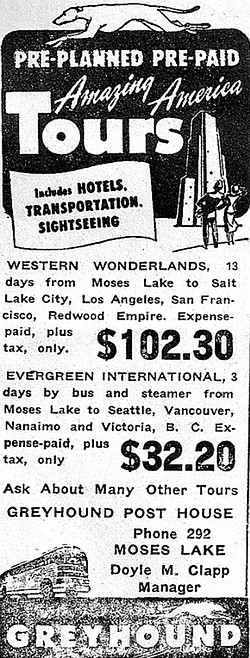 PRE-PLANNED PRE-PAID
Amazing America
Tours
Includes HOTELS,
TRANSPORTATION,
SIGHTSEEING
WESTERN WONDERLANDS, 13
days from Moses Lake to Salt
Lake City, Los Angeles, San Fran-
cisco, Redwood Empire. Expense-
paid, plus
tax, only. $102.30
EVERGREEN INTERNATIONAL, 3
days by bus and steamer from
Moses Lake to Seattle, Vancouver,
Nanaimo and Victoria, B. C. Ex-
pense-paid, plus
tax, only $32.20
Ask About Many Other Tours
GREYHOUND POST HOUSE
Phone 292
MOSES LAKE
Doyle M. Clapp
Manager
GREYHOUND